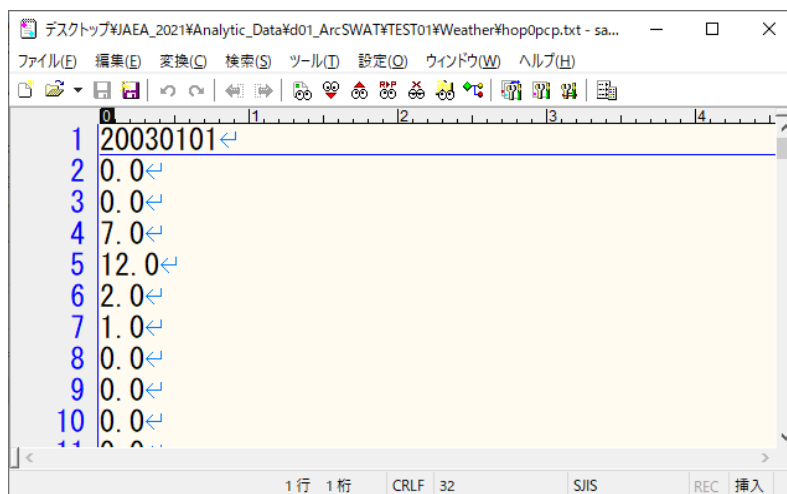 デスクトップ¥JAEA_2021¥Analytic_Data¥d01_ArcSWAT¥TEST01¥Weather¥hop0pcp.txt - sa...
ファイル(F) 編集(E) 変換(C) 検索(S) ツール(T) 設定(O) ウィンドウ(W) ヘルプ(H)
0 1 2 3 4
1 20030101↵
2 0.0↵
3 0.0↵
4 7.0↵
5 12.0↵
6 2.0↵
7 1.0↵
8 0.0↵
9 0.0↵
10 0.0↵
11 0.0↵
1行 1桁 CRLF 32 SJIS REC 挿入